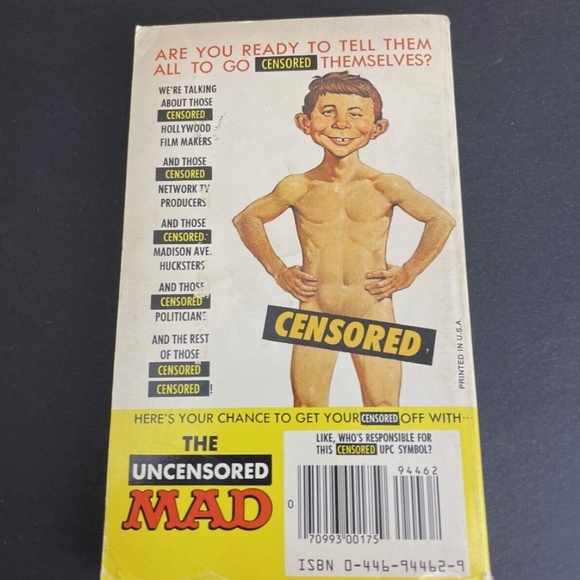 ARE YOU READY TO TELL THEM
ALL TO GO CENSORED THEMSELVES?
WE'RE TALKING
ABOUT THOSE
CENSORED
HOLLYWOOD
FILM MAKERS
AND THOSE
CENSORED
NETWORK TV
PRODUCERS
AND THOSE
CENSORED
MADISON AVE.
HUCKSTERS
AND THOSE
CENSORED
POLITICIANS
AND THE REST
OF THOSE
CENSORED
CENSORED !
CENSORED
PRINTED IN U.S.A.
HERE'S YOUR CHANCE TO GET YOUR CENSORED OFF WITH...
THE
UNCENSORED
MAD
LIKE, WHO'S RESPONSIBLE FOR
THIS CENSORED UPC SYMBOL?
94462
0
70993 00175
ISBN 0-446-94462-9